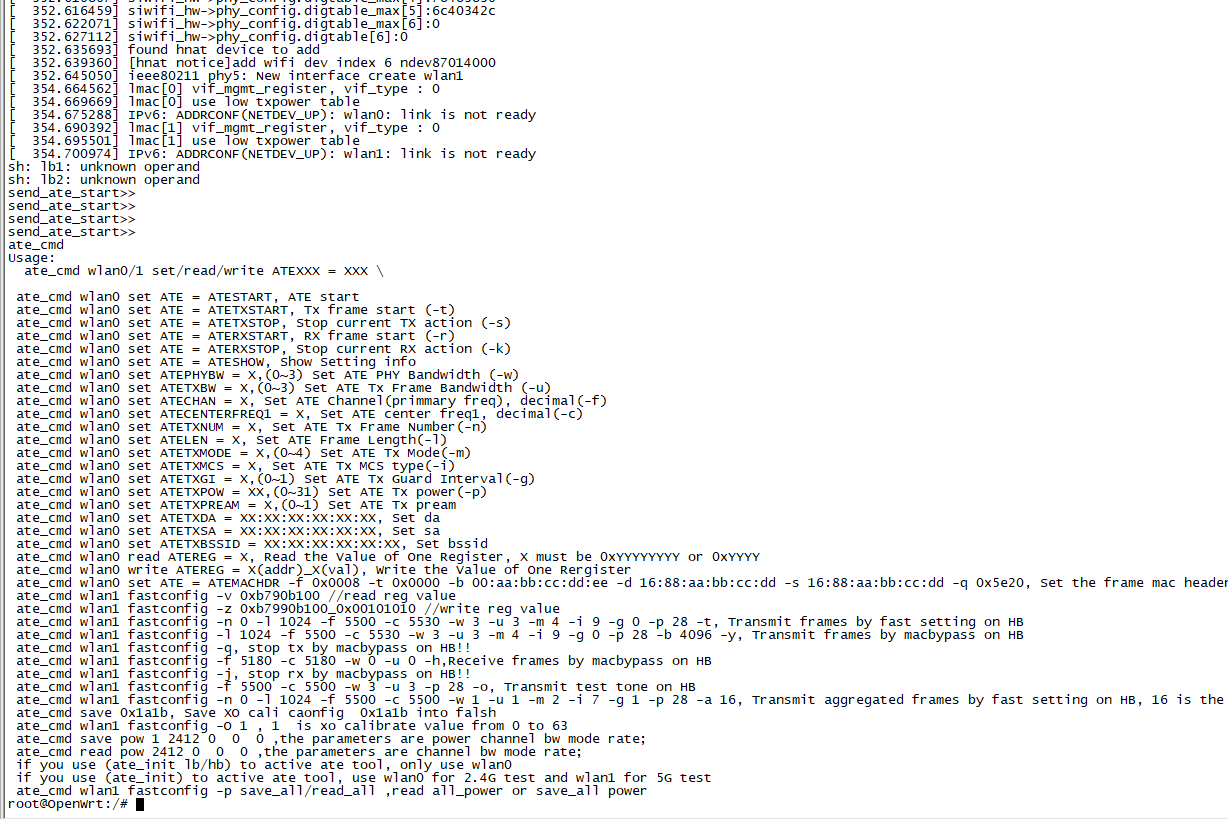 [  352.616459] siwifi_hw->phy_config.digtable_max[5]:6c40342c
[  352.622071] siwifi_hw->phy_config.digtable_max[6]:0
[  352.627112] siwifi_hw->phy_config.digtable[6]:0
[  352.635693] found hnat device to add
[  352.639360] [hnat notice]add wifi dev index 6 ndev87014000
[  352.645050] ieee80211 phy5: New interface create wlan1
[  354.664562] lmac[0] vif_mgmt_register, vif_type : 0
[  354.669669] lmac[0] use low txpower table
[  354.675288] IPv6: ADDRCONF(NETDEV_UP): wlan0: link is not ready
[  354.690392] lmac[1] vif_mgmt_register, vif_type : 0
[  354.695501] lmac[1] use low txpower table
[  354.700974] IPv6: ADDRCONF(NETDEV_UP): wlan1: link is not ready
sh: lb1: unknown operand
sh: lb2: unknown operand
send_ate_start>>
send_ate_start>>
send_ate_start>>
send_ate_start>>
ate_cmd
Usage:
  ate_cmd wlan0/1 set/read/write ATEXXX = XXX \
 ate_cmd wlan0 set ATE = ATESTART, ATE start
 ate_cmd wlan0 set ATE = ATETXSTART, Tx frame start (-t)
 ate_cmd wlan0 set ATE = ATETXSTOP, Stop current TX action (-s)
 ate_cmd wlan0 set ATE = ATERXSTART, RX frame start (-r)
 ate_cmd wlan0 set ATE = ATERXSTOP, Stop current RX action (-k)
 ate_cmd wlan0 set ATE = ATESHOW, Show Setting info
 ate_cmd wlan0 set ATEPHYBW = X,(0~3) Set ATE PHY Bandwidth (-w)
 ate_cmd wlan0 set ATETXBW = X,(0~3) Set ATE Tx Frame Bandwidth (-u)
 ate_cmd wlan0 set ATECHAN = X, Set ATE Channel(primmary freq), decimal(-f)
 ate_cmd wlan0 set ATECENTERFREQ1 = X, Set ATE center freq1, decimal(-c)
 ate_cmd wlan0 set ATETXNUM = X, Set ATE Tx Frame Number(-n)
 ate_cmd wlan0 set ATELEN = X, Set ATE Frame Length(-l)
 ate_cmd wlan0 set ATETXMODE = X,(0~4) Set ATE Tx Mode(-m)
 ate_cmd wlan0 set ATETXMCS = X, Set ATE Tx MCS type(-i)
 ate_cmd wlan0 set ATETXGI = X,(0~1) Set ATE Tx Guard Interval(-g)
 ate_cmd wlan0 set ATETXPOW = XX,(0~31) Set ATE Tx power(-p)
 ate_cmd wlan0 set ATETXPREAM = X,(0~1) Set ATE Tx pream
 ate_cmd wlan0 set ATETXDA = XX:XX:XX:XX:XX:XX, Set da
 ate_cmd wlan0 set ATETXSA = XX:XX:XX:XX:XX:XX, Set sa
 ate_cmd wlan0 set ATETXBSSID = XX:XX:XX:XX:XX:XX, Set bssid
 ate_cmd wlan0 read ATEREG = X, Read the Value of One Register, X must be 0xYYYYYYYY or 0xYYYY
 ate_cmd wlan0 write ATEREG = X(addr)_X(val), Write the Value of One Rergister
 ate_cmd wlan0 set ATE = ATEMACHDR -f 0x0008 -t 0x0000 -b 00:aa:bb:cc:dd:ee -d 16:88:aa:bb:cc:dd -s 16:88:aa:bb:cc:dd -q 0x5e20, Set the frame mac header
 ate_cmd wlan1 fastconfig -v 0xb790b100 //read reg value
 ate_cmd wlan1 fastconfig -z 0xb7990b100_0x00101010 //write reg value
 ate_cmd wlan1 fastconfig -n 0 -l 1024 -f 5500 -c 5530 -w 3 -u 3 -m 4 -i 9 -g 0 -p 28 -t, Transmit frames by fast setting on HB
 ate_cmd wlan1 fastconfig -l 1024 -f 5500 -c 5530 -w 3 -u 3 -m 4 -i 9 -g 0 -p 28 -b 4096 -y, Transmit frames by macbypass on HB
 ate_cmd wlan1 fastconfig -q, stop tx by macbypass on HB!!
 ate_cmd wlan1 fastconfig -f 5180 -c 5180 -w 0 -u 0 -h,Receive frames by macbypass on HB
 ate_cmd wlan1 fastconfig -j, stop rx by macbypass on HB!!
 ate_cmd wlan1 fastconfig -f 5500 -c 5500 -w 3 -u 3 -p 28 -o, Transmit test tone on HB
 ate_cmd wlan1 fastconfig -n 0 -l 1024 -f 5500 -c 5500 -w 1 -u 1 -m 2 -i 7 -g 1 -p 28 -a 16, Transmit aggregated frames by fast setting on HB, 16 is the
 ate_cmd save 0x1a1b, Save XO cali caonfig  0x1a1b into falsh
 ate_cmd wlan1 fastconfig -O 1 , 1  is xo calibrate value from 0 to 63
 ate_cmd save pow 1 2412 0  0  0 ,the parameters are power channel bw mode rate;
 ate_cmd read pow 2412 0  0  0 ,the parameters are channel bw mode rate;
 if you use (ate_init lb/hb) to active ate tool, only use wlan0
 if you use (ate_init) to active ate tool, use wlan0 for 2.4G test and wlan1 for 5G test
 ate_cmd wlan1 fastconfig -p save_all/read_all ,read all_power or save_all power
root@OpenWrt:/#